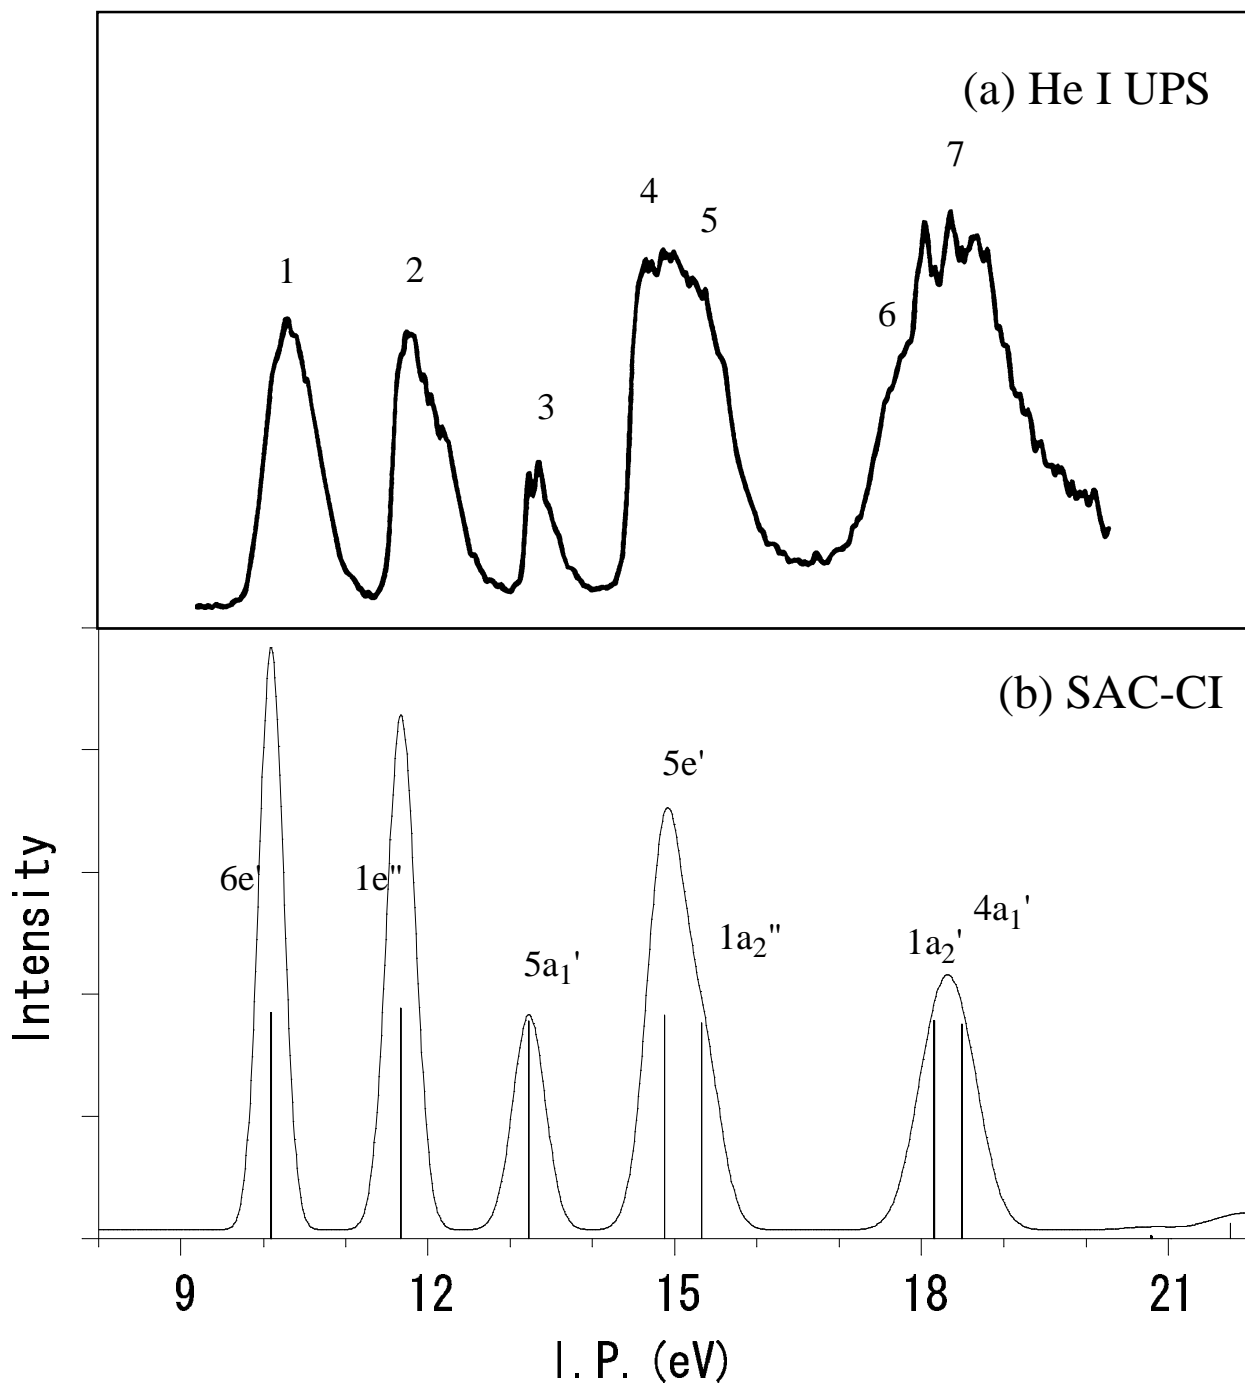 (a) He I UPS
7
4
5
1
2
6
3
(b) SAC-CI
5e'
6e'
1e"
4a₁'
1a₂"
1a₂'
5a₁'
Intensity
9 12 15 18 21
I.P. (eV)